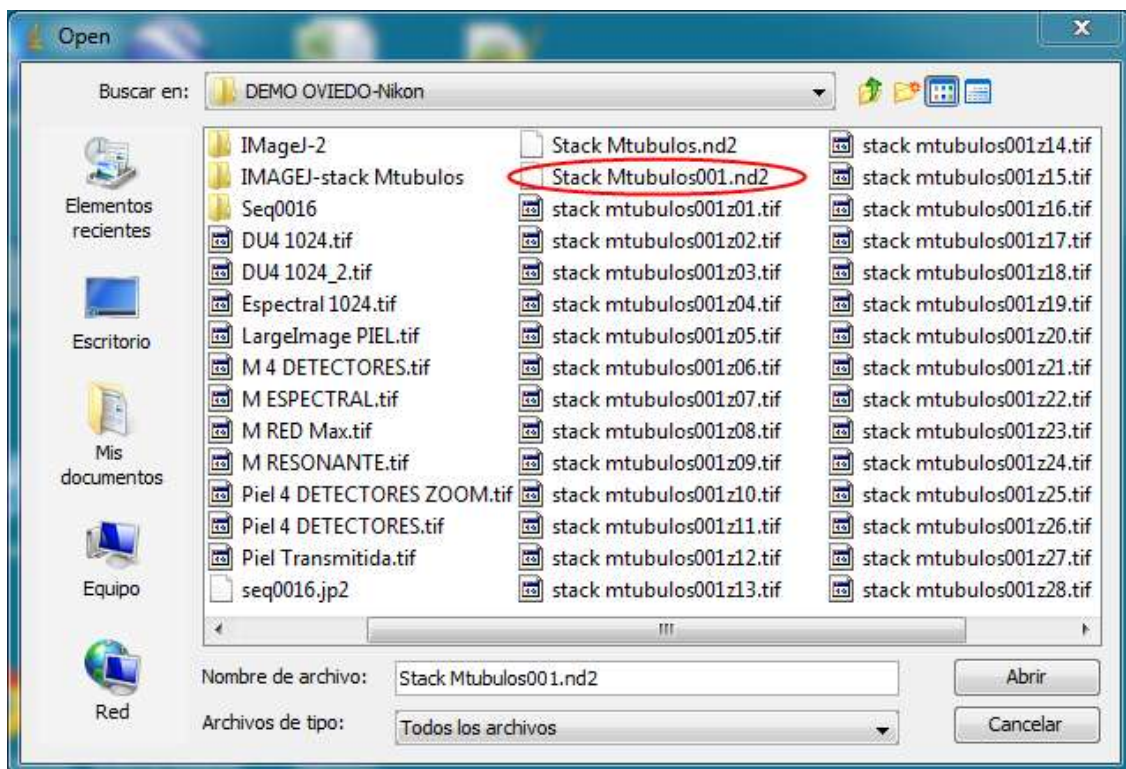 Open
Buscar en:
DEMO OVIEDO-Nikon
Elementos
recientes
Escritorio
Mis
documentos
Equipo
Red
IMageJ-2
IMAGEJ-stack Mtubulos
Seq0016
DU4 1024.tif
DU4 1024_2.tif
Espectral 1024.tif
LargeImage PIEL.tif
M 4 DETECTORES.tif
M ESPECTRAL.tif
M RED Max.tif
M RESONANTE.tif
Piel 4 DETECTORES ZOOM.tif
Piel 4 DETECTORES.tif
Piel Transmitida.tif
seq0016.jp2
Stack Mtubulos.nd2
Stack Mtubulos001.nd2
stack mtubulos001z01.tif
stack mtubulos001z02.tif
stack mtubulos001z03.tif
stack mtubulos001z04.tif
stack mtubulos001z05.tif
stack mtubulos001z06.tif
stack mtubulos001z07.tif
stack mtubulos001z08.tif
stack mtubulos001z09.tif
stack mtubulos001z10.tif
stack mtubulos001z11.tif
stack mtubulos001z12.tif
stack mtubulos001z13.tif
stack mtubulos001z14.tif
stack mtubulos001z15.tif
stack mtubulos001z16.tif
stack mtubulos001z17.tif
stack mtubulos001z18.tif
stack mtubulos001z19.tif
stack mtubulos001z20.tif
stack mtubulos001z21.tif
stack mtubulos001z22.tif
stack mtubulos001z23.tif
stack mtubulos001z24.tif
stack mtubulos001z25.tif
stack mtubulos001z26.tif
stack mtubulos001z27.tif
stack mtubulos001z28.tif
Nombre de archivo:
Stack Mtubulos001.nd2
Abrir
Archivos de tipo:
Todos los archivos
Cancelar